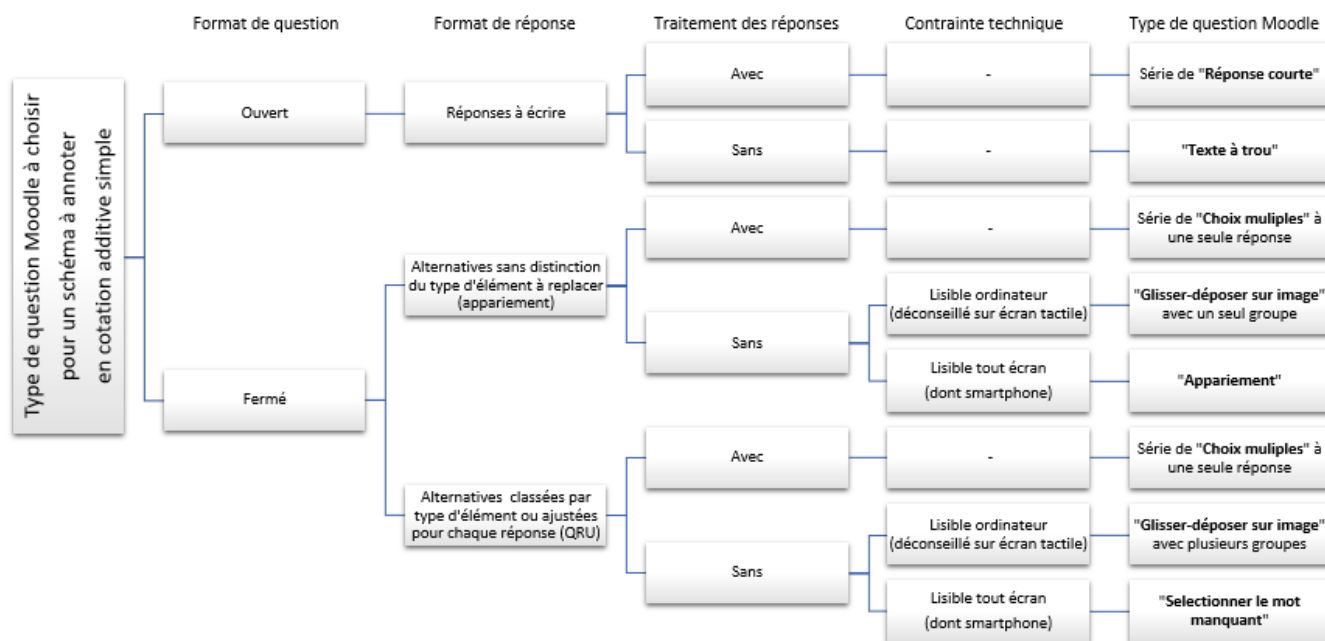 Format de question
Format de réponse
Traitement des réponses
Contrainte technique
Type de question Moodle
Type de question Moodle à choisir
pour un schéma à annoter
en cotation additive simple
Ouvert
Réponses à écrire
Avec
-
Série de "Réponse courte"
Sans
-
"Texte à trou"
Fermé
Alternatives sans distinction
du type d'élément à replacer
(appariement)
Avec
-
Série de "Choix muliples" à
une seule réponse
Sans
Lisible ordinateur
(déconseillé sur écran tactile)
"Glisser-déposer sur image"
avec un seul groupe
Lisible tout écran
(dont smartphone)
"Appariement"
Alternatives classées par
type d'élément ou ajustées
pour chaque réponse (QRU)
Avec
-
Série de "Choix muliples" à
une seule réponse
Sans
Lisible ordinateur
(déconseillé sur écran tactile)
"Glisser-déposer sur image"
avec plusieurs groupes
Lisible tout écran
(dont smartphone)
"Selectionner le mot
manquant"